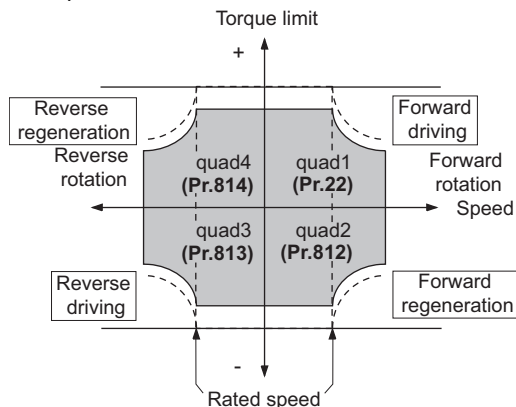 Torque limit
+
Reverse
regeneration
Forward
driving
Reverse
rotation
quad4
(Pr.814)
quad1
(Pr.22)
Forward
rotation
Speed
quad3
(Pr.813)
quad2
(Pr.812)
Reverse
driving
Forward
regeneration
-
Rated speed